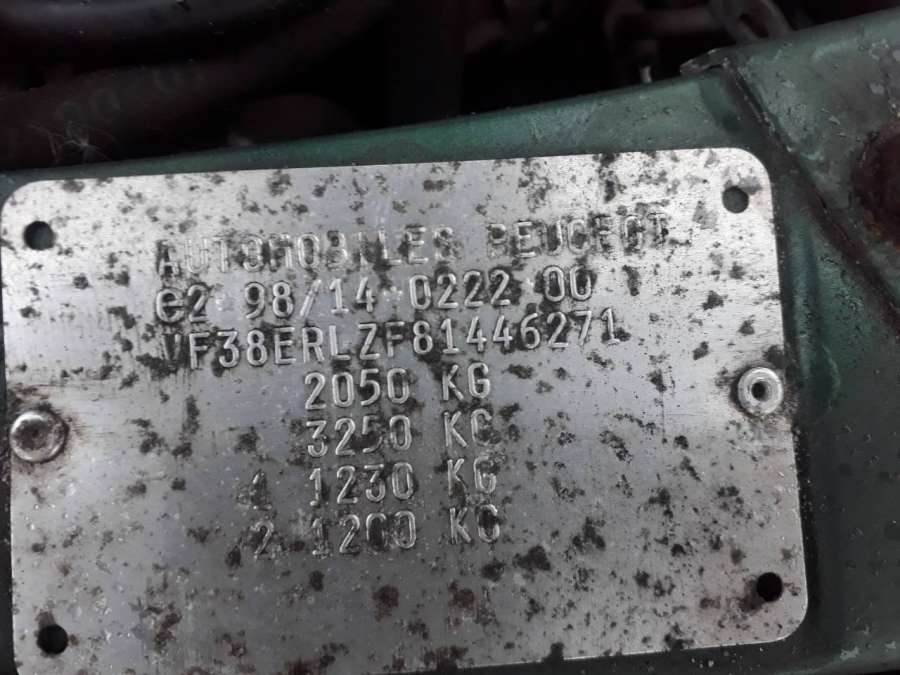 AUTOMOBILES PEUGEOT
e2*98/14*0222*00
VF38ERLZF81446271
2050 KG
3250 KG
1 1230 KG
2 1200 KG